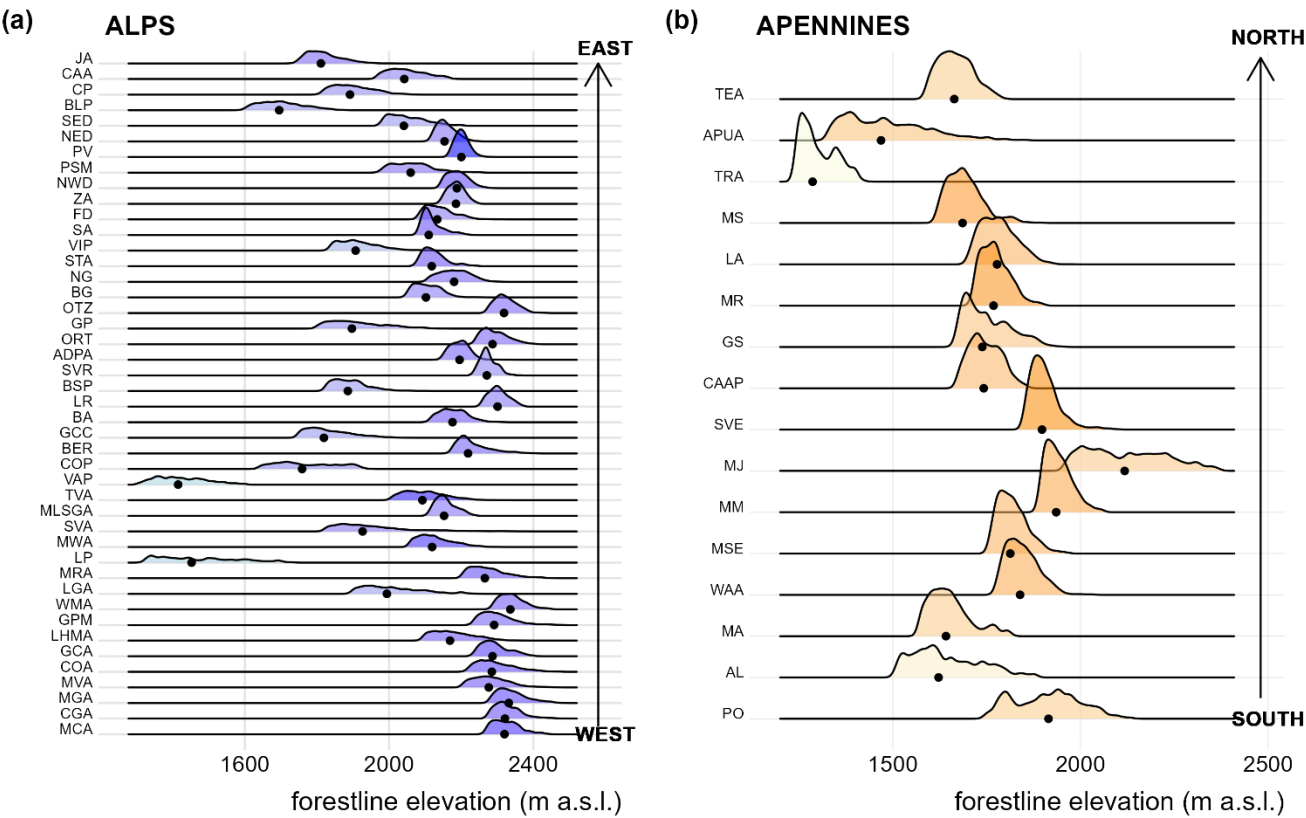 (a) ALPS
EAST
JA
CAA
CP
BLP
SED
NED
PV
PSM
NWD
ZA
FD
SA
VIP
STA
NG
BG
OTZ
GP
ORT
ADPA
SVR
BSP
LR
BA
GCC
BER
COP
VAP
TVA
MLSGA
SVA
MWA
LP
MRA
LGA
WMA
GPM
LHMA
GCA
COA
MVA
MGA
CGA
MCA
WEST
1600 2000 2400
forestline elevation (m a.s.l.)
(b) APENNINES
NORTH
TEA
APUA
TRA
MS
LA
MR
GS
CAAP
SVE
MJ
MM
MSE
WAA
MA
AL
PO
SOUTH
1500 2000 2500
forestline elevation (m a.s.l.)